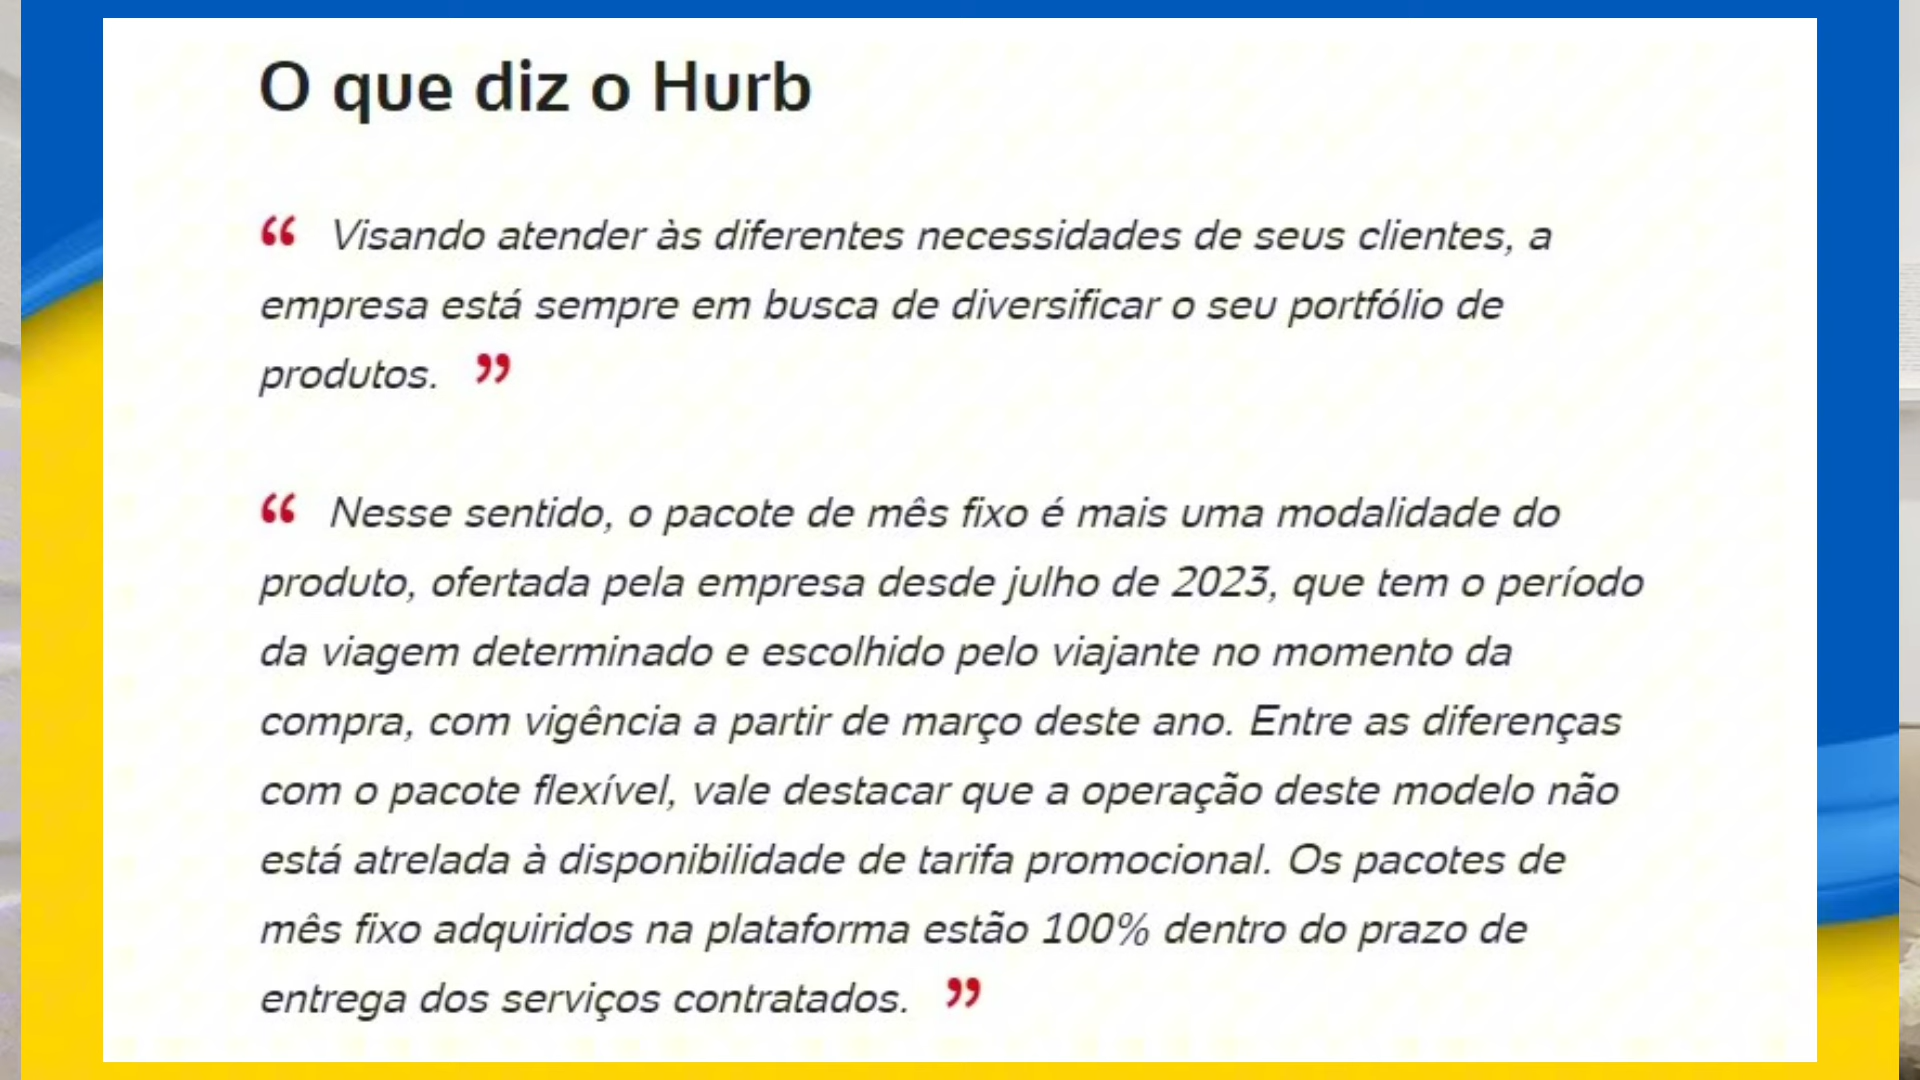 O que diz o Hurb
“ Visando atender às diferentes necessidades de seus clientes, a
empresa está sempre em busca de diversificar o seu portfólio de
produtos. ”
“ Nesse sentido, o pacote de mês fixo é mais uma modalidade do
produto, ofertada pela empresa desde julho de 2023, que tem o período
da viagem determinado e escolhido pelo viajante no momento da
compra, com vigência a partir de março deste ano. Entre as diferenças
com o pacote flexível, vale destacar que a operação deste modelo não
está atrelada à disponibilidade de tarifa promocional. Os pacotes de
mês fixo adquiridos na plataforma estão 100% dentro do prazo de
entrega dos serviços contratados. ”